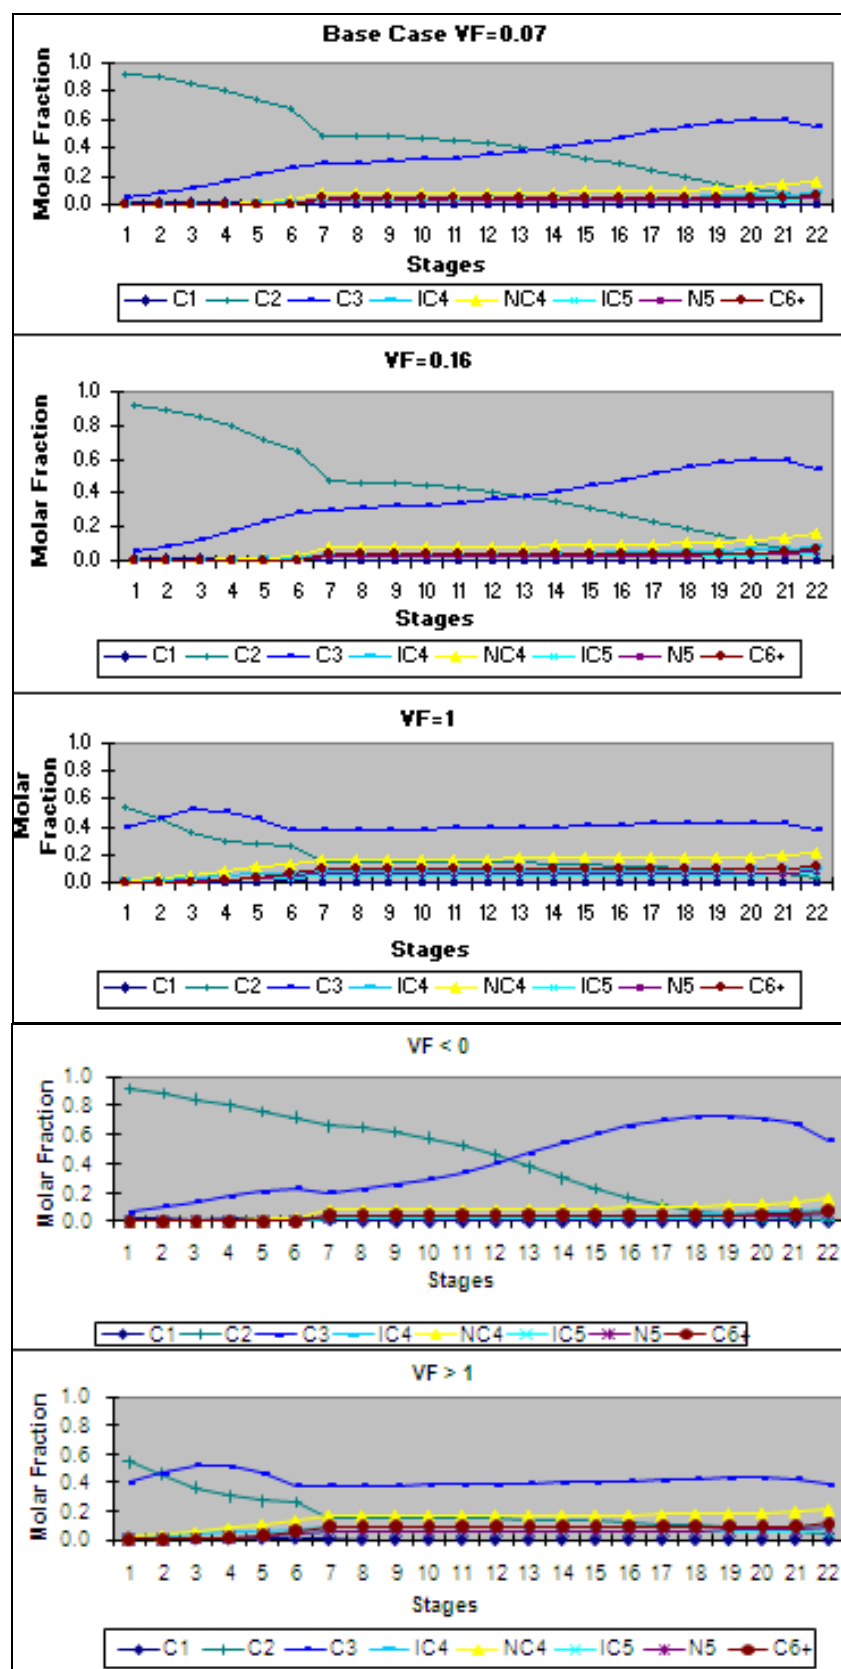 Base Case VF=0.07
Molar Fraction
1.0
0.8
0.6
0.4
0.2
0.0
1 2 3 4 5 6 7 8 9 10 11 12 13 14 15 16 17 18 19 20 21 22
Stages
C1 C2 C3 IC4 NC4 IC5 N5 C6+
VF=0.16
Molar Fraction
1.0
0.8
0.6
0.4
0.2
0.0
1 2 3 4 5 6 7 8 9 10 11 12 13 14 15 16 17 18 19 20 21 22
Stages
C1 C2 C3 IC4 NC4 IC5 N5 C6+
VF=1
Molar
Fraction
1.0
0.8
0.6
0.4
0.2
0.0
1 2 3 4 5 6 7 8 9 10 11 12 13 14 15 16 17 18 19 20 21 22
Stages
C1 C2 C3 IC4 NC4 IC5 N5 C6+
VF < 0
Molar Fraction
1.0
0.8
0.6
0.4
0.2
0.0
1 2 3 4 5 6 7 8 9 10 11 12 13 14 15 16 17 18 19 20 21 22
Stages
C1 C2 C3 IC4 NC4 IC5 N5 C6+
VF > 1
Molar Fraction
1.0
0.8
0.6
0.4
0.2
0.0
1 2 3 4 5 6 7 8 9 10 11 12 13 14 15 16 17 18 19 20 21 22
Stages
C1 C2 C3 IC4 NC4 IC5 N5 C6+